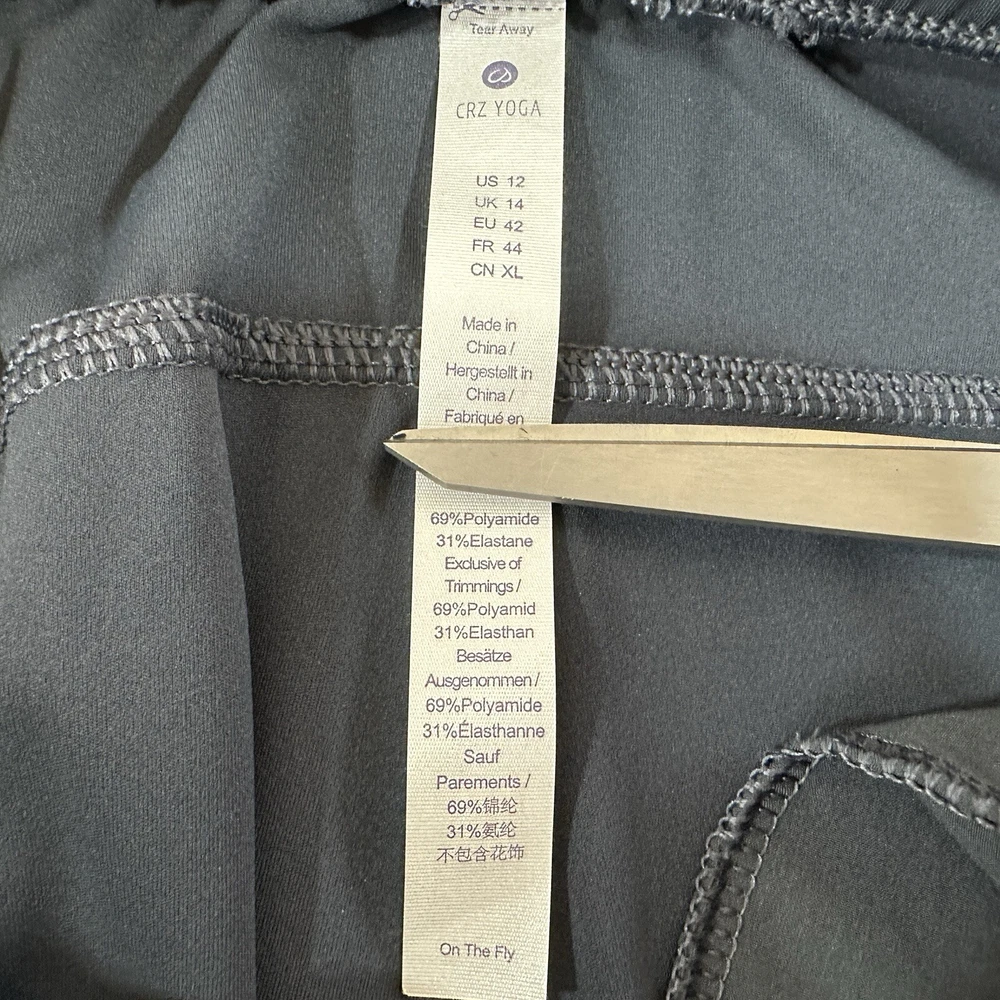 Tear Away
CRZ YOGA
US 12
UK 14
EU 42
FR 44
CN XL
Made in
China /
Hergestellt in
China /
Fabriqué en
69%Polyamide
31%Elastane
Exclusive of
Trimmings /
69%Polyamid
31%Elasthan
Besätze
Ausgenommen /
69%Polyamide
31%Élasthanne
Sauf
Parements /
69%锦纶
31%氨纶
不包含花饰
On The Fly